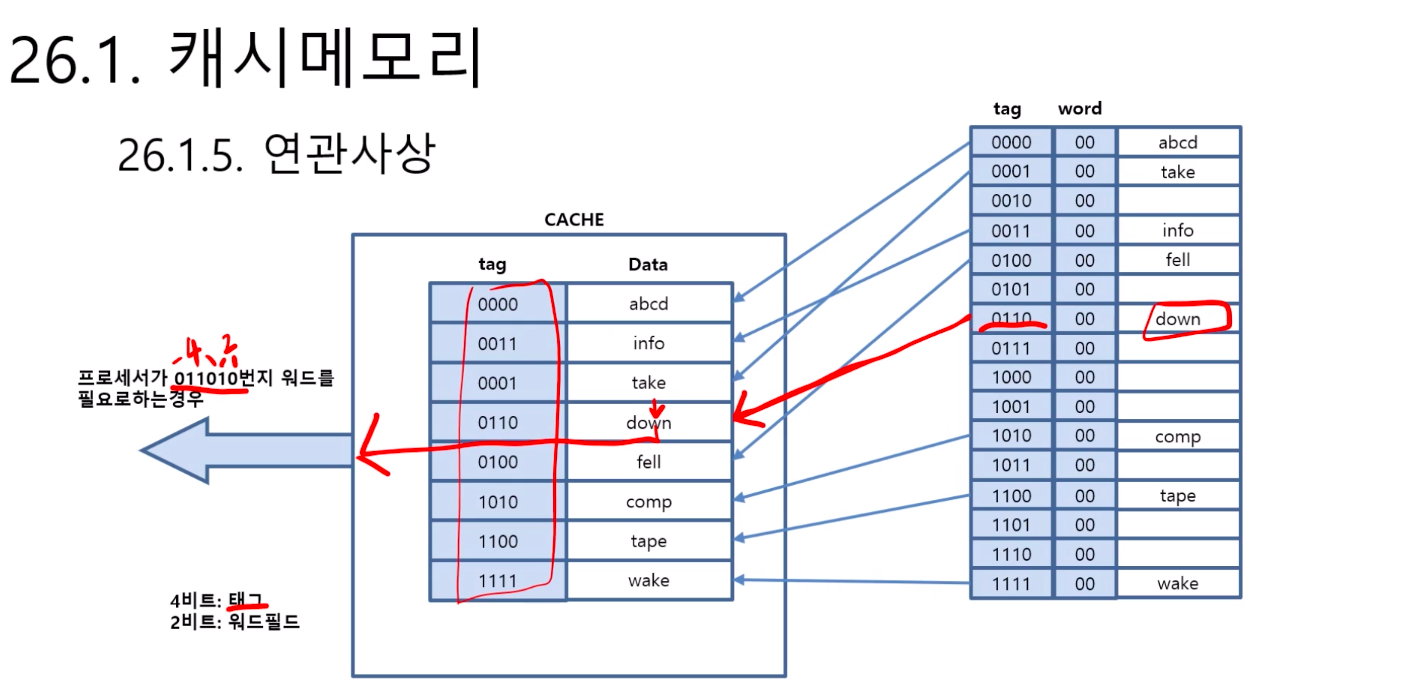 26.1. 캐시메모리
26.1.5. 연관사상
tag word
0000 00 abcd
0001 00 take
0010 00
0011 00 info
0100 00 fell
0101 00
0110 00 down
0111 00
1000 00
1001 00
1010 00 comp
1011 00
1100 00 tape
1101 00
1110 00
1111 00 wake
CACHE
tag Data
0000 abcd
0011 info
0001 take
0110 down
0100 fell
1010 comp
1100 tape
1111 wake
4 2
프로세서가 011010번지 워드를
필요로하는경우
4비트: 태그
2비트: 워드필드